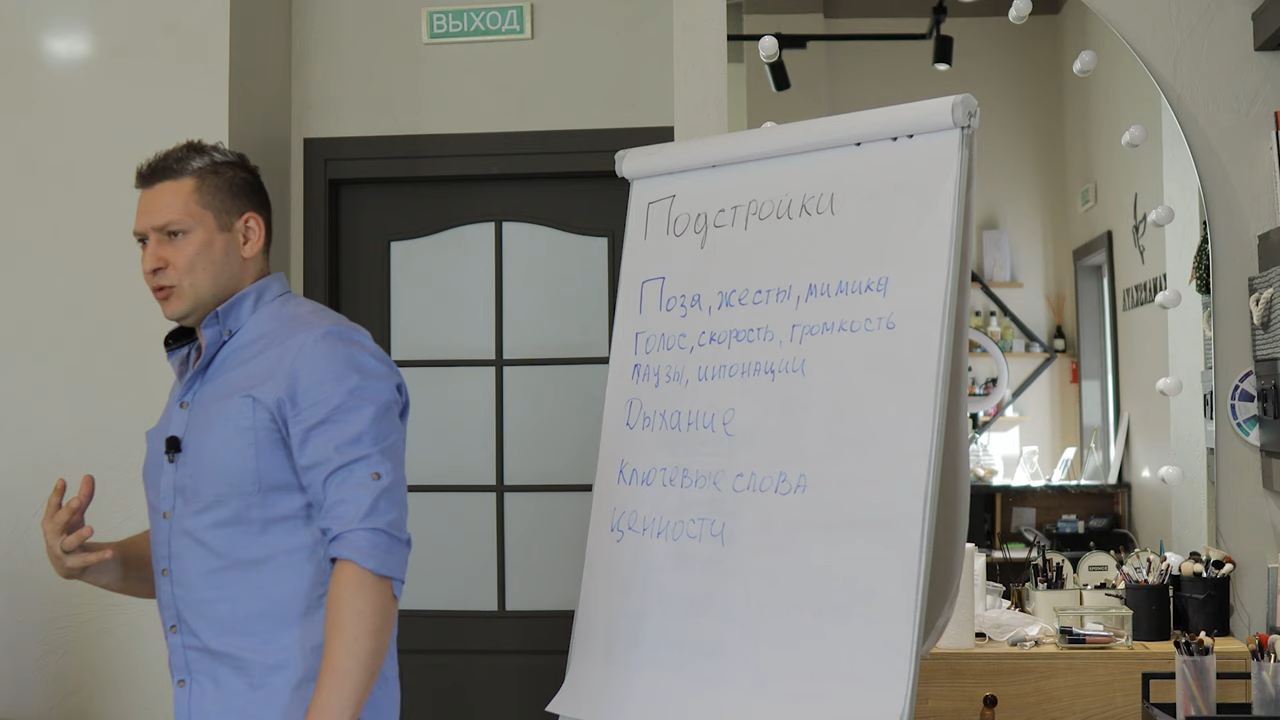 ВЫХОД
Подстройки
Поза, жесты, мимика
голос, скорость, громкость
паузы, интонации
Дыхание
ключевые слова
ценности